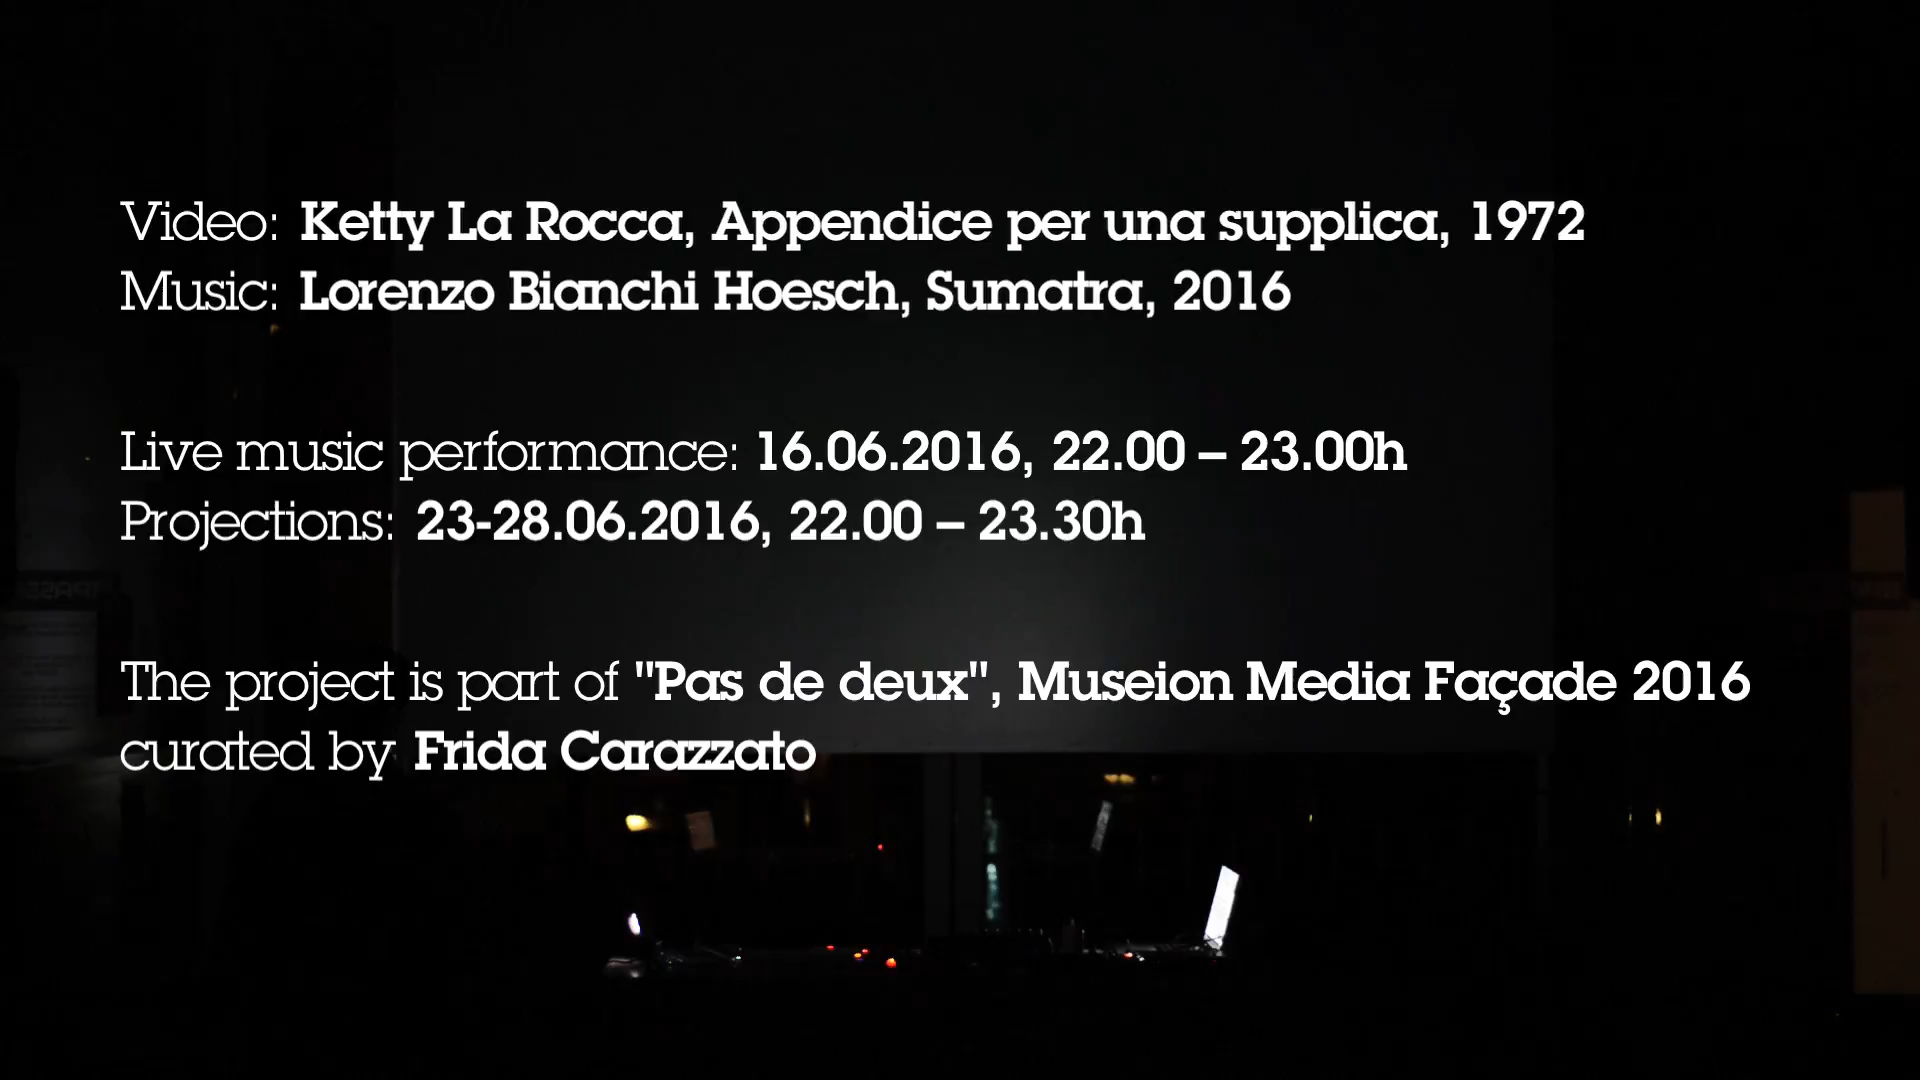 Video: Ketty La Rocca, Appendice per una supplica, 1972
Music: Lorenzo Bianchi Hoesch, Sumatra, 2016
Live music performance: 16.06.2016, 22.00 – 23.00h
Projections: 23-28.06.2016, 22.00 – 23.30h
The project is part of "Pas de deux", Museion Media Façade 2016
curated by Frida Carazzato